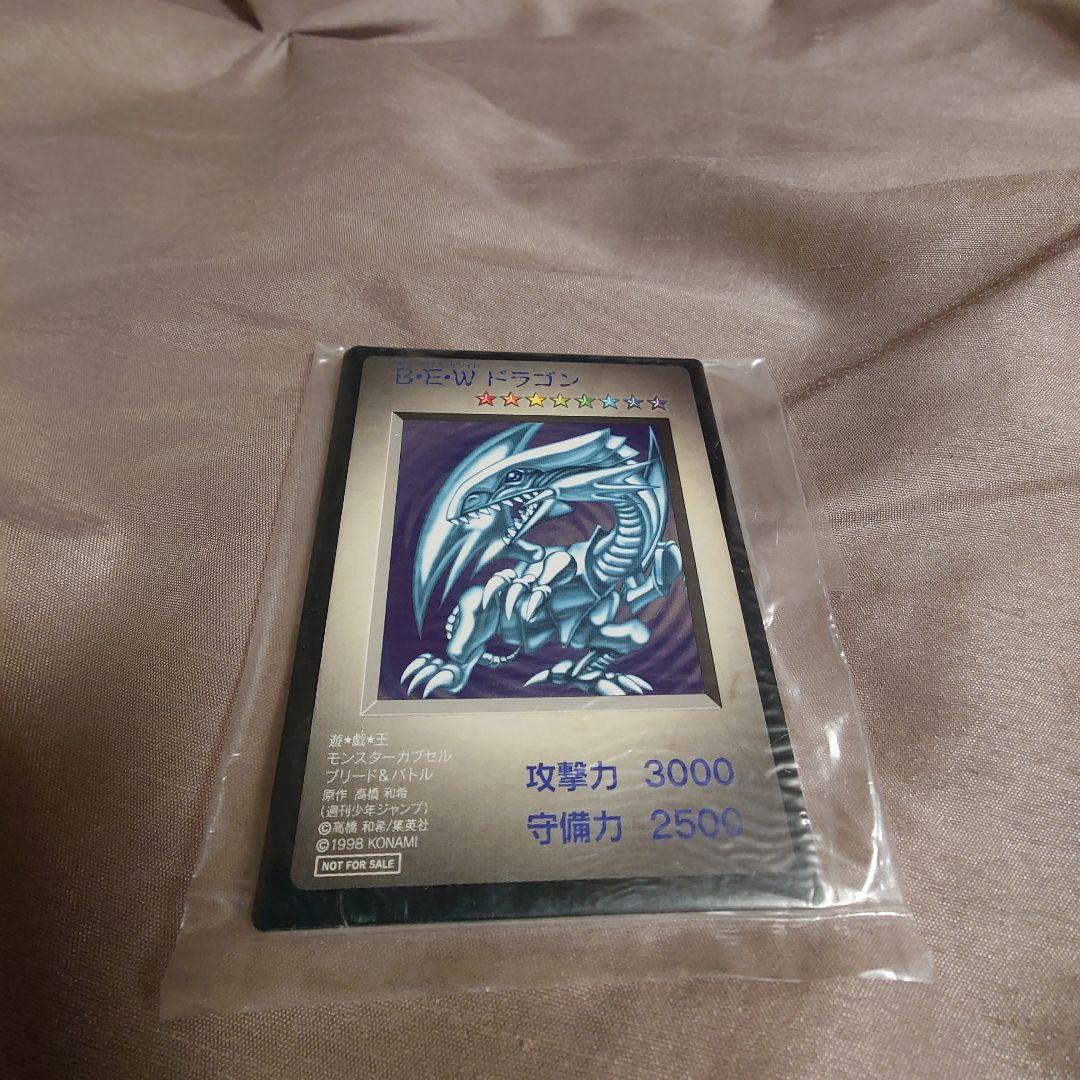 B・E・W ドラゴン
遊★戯★王
モンスターカプセル
ブリード&バトル
原作 高橋 和希
(週刊少年ジャンプ)
©高橋 和希/集英社
©1998 KONAMI
NOT FOR SALE
攻撃力 3000
守備力 2500